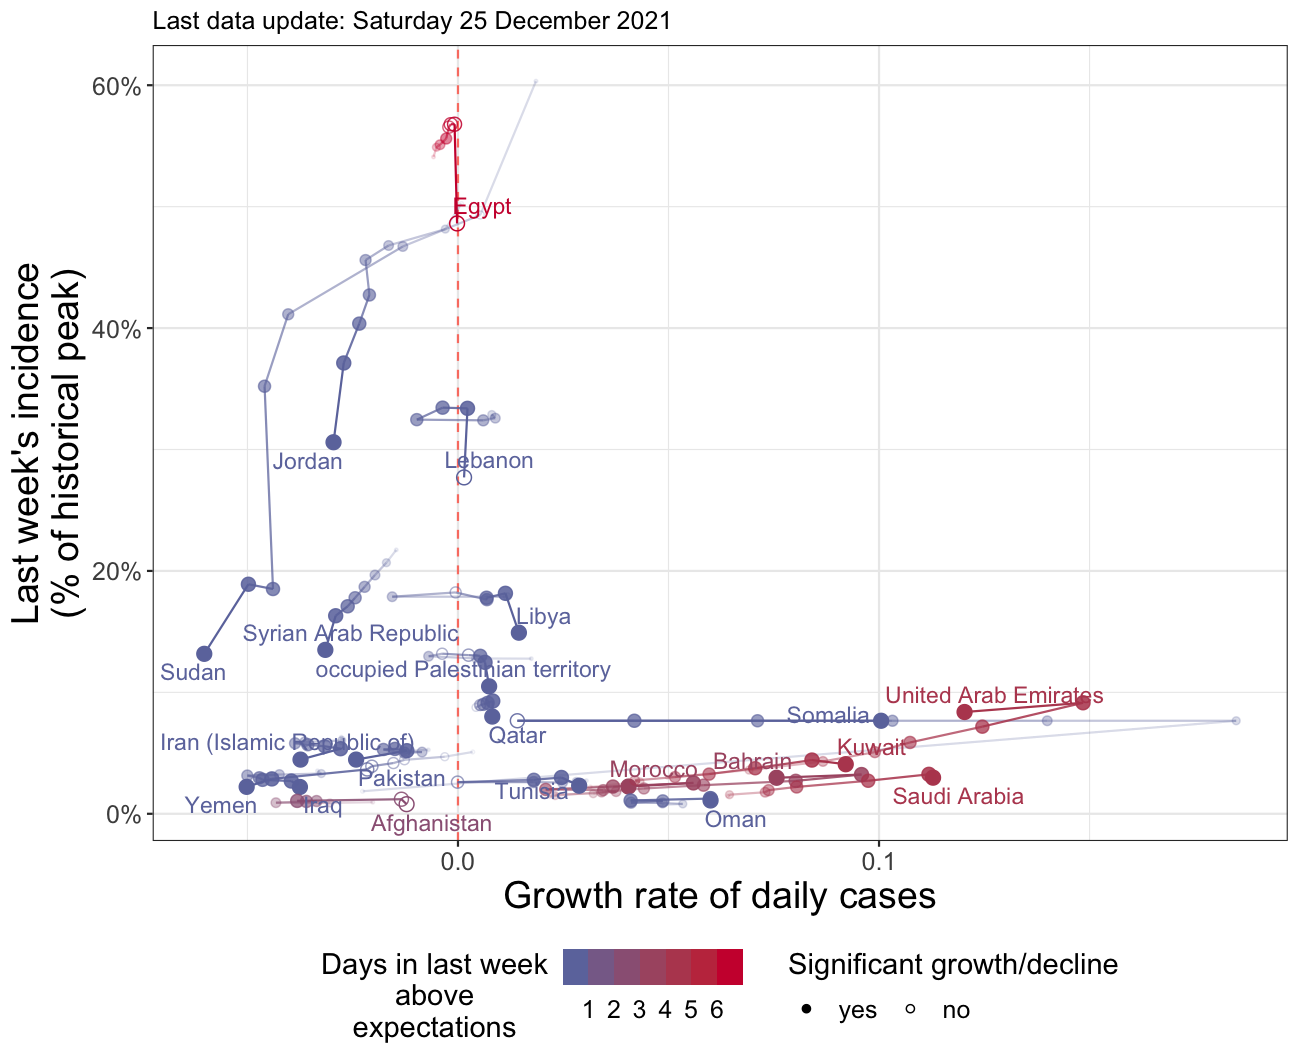 Last data update: Saturday 25 December 2021
Last week's incidence
(% of historical peak)
60%
40%
20%
0%
Egypt
Jordan
Lebanon
Libya
Syrian Arab Republic
Sudan
occupied Palestinian territory
United Arab Emirates
Somalia
Qatar
Iran (Islamic Republic of)
Kuwait
Bahrain
Morocco
Pakistan
Tunisia
Saudi Arabia
Yemen
Iraq
Afghanistan
Oman
0.0
0.1
Growth rate of daily cases
Days in last week
above
expectations
1 2 3 4 5 6
Significant growth/decline
yes
no